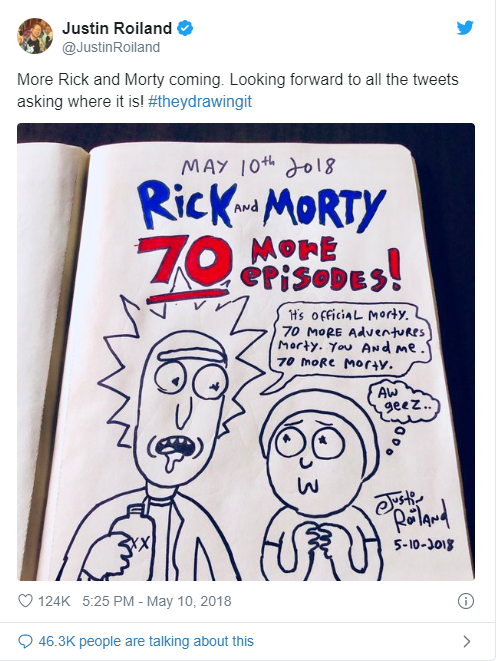 Justin Roiland
@JustinRoiland
More Rick and Morty coming. Looking forward to all the tweets
asking where it is! #theydrawingit
MAY 10th 2018
RicK AND MORTY
70 MORE
EPiSODES!
it's official Morty.
70 MORE Adventures
Morty. You And me.
70 more Morty.
AW
geez..
Justin
Roiland
5-10-2018
124K 5:25 PM - May 10, 2018
46.3K people are talking about this